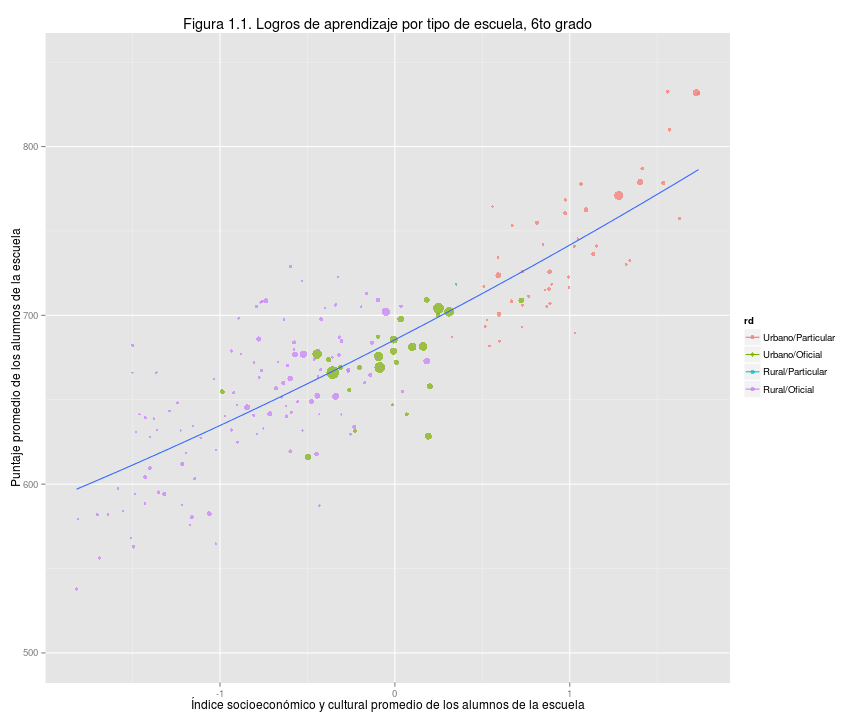 Figura 1.1. Logros de aprendizaje por tipo de escuela, 6to grado
Puntaje promedio de los alumnos de la escuela
800
700
600
500
-1
0
1
Índice socioeconómico y cultural promedio de los alumnos de la escuela
rd
Urbano/Particular
Urbano/Oficial
Rural/Particular
Rural/Oficial